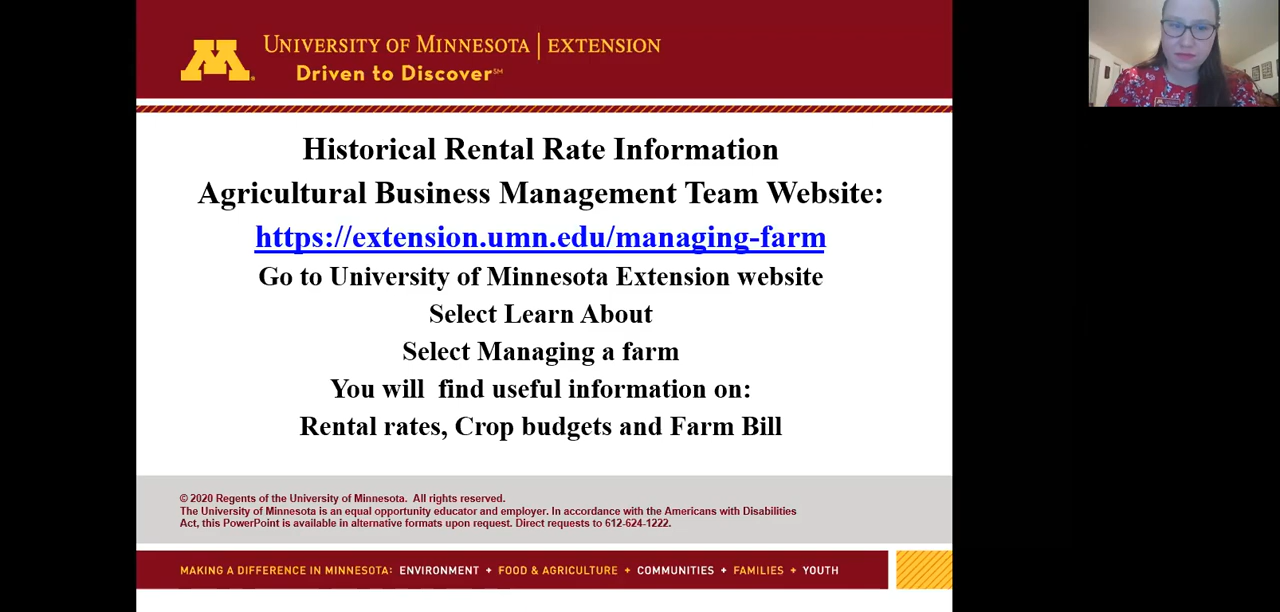 UNIVERSITY OF MINNESOTA | EXTENSION
Driven to Discover℠
Historical Rental Rate Information
Agricultural Business Management Team Website:
https://extension.umn.edu/managing-farm
Go to University of Minnesota Extension website
Select Learn About
Select Managing a farm
You will find useful information on:
Rental rates, Crop budgets and Farm Bill
© 2020 Regents of the University of Minnesota. All rights reserved.
The University of Minnesota is an equal opportunity educator and employer. In accordance with the Americans with Disabilities
Act, this PowerPoint is available in alternative formats upon request. Direct requests to 612-624-1222.
MAKING A DIFFERENCE IN MINNESOTA: ENVIRONMENT + FOOD & AGRICULTURE + COMMUNITIES + FAMILIES + YOUTH